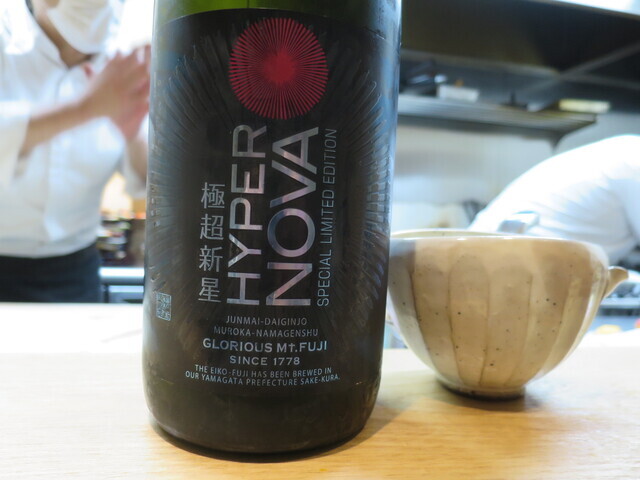 極超新星
HYPER
NOVA
SPECIAL LIMITED EDITION
JUNMAI-DAIGINJO
MUROKA-NAMAGENSHU
GLORIOUS Mt.FUJI
SINCE 1778
THE EIKO-FUJI HAS BEEN BREWED IN
OUR YAMAGATA PREFECTURE SAKE-KURA.